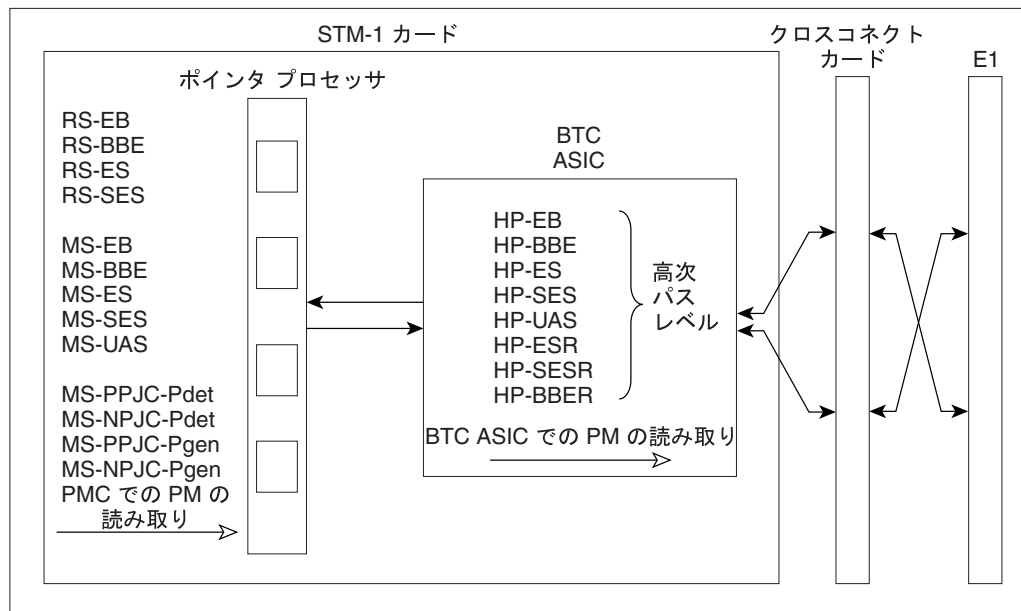 STM-1 カード
クロスコネクト
カード
E1
ポインタ プロセッサ
RS-EB
RS-BBE
RS-ES
RS-SES
MS-EB
MS-BBE
MS-ES
MS-SES
MS-UAS
MS-PPJC-Pdet
MS-NPJC-Pdet
MS-PPJC-Pgen
MS-NPJC-Pgen
PMC での PM の
読み取り
BTC
ASIC
HP-EB
HP-BBE
HP-ES
HP-SES
HP-UAS
HP-ESR
HP-SESR
HP-BBER
高次
パス
レベル
BTC ASIC での PM の読み取り